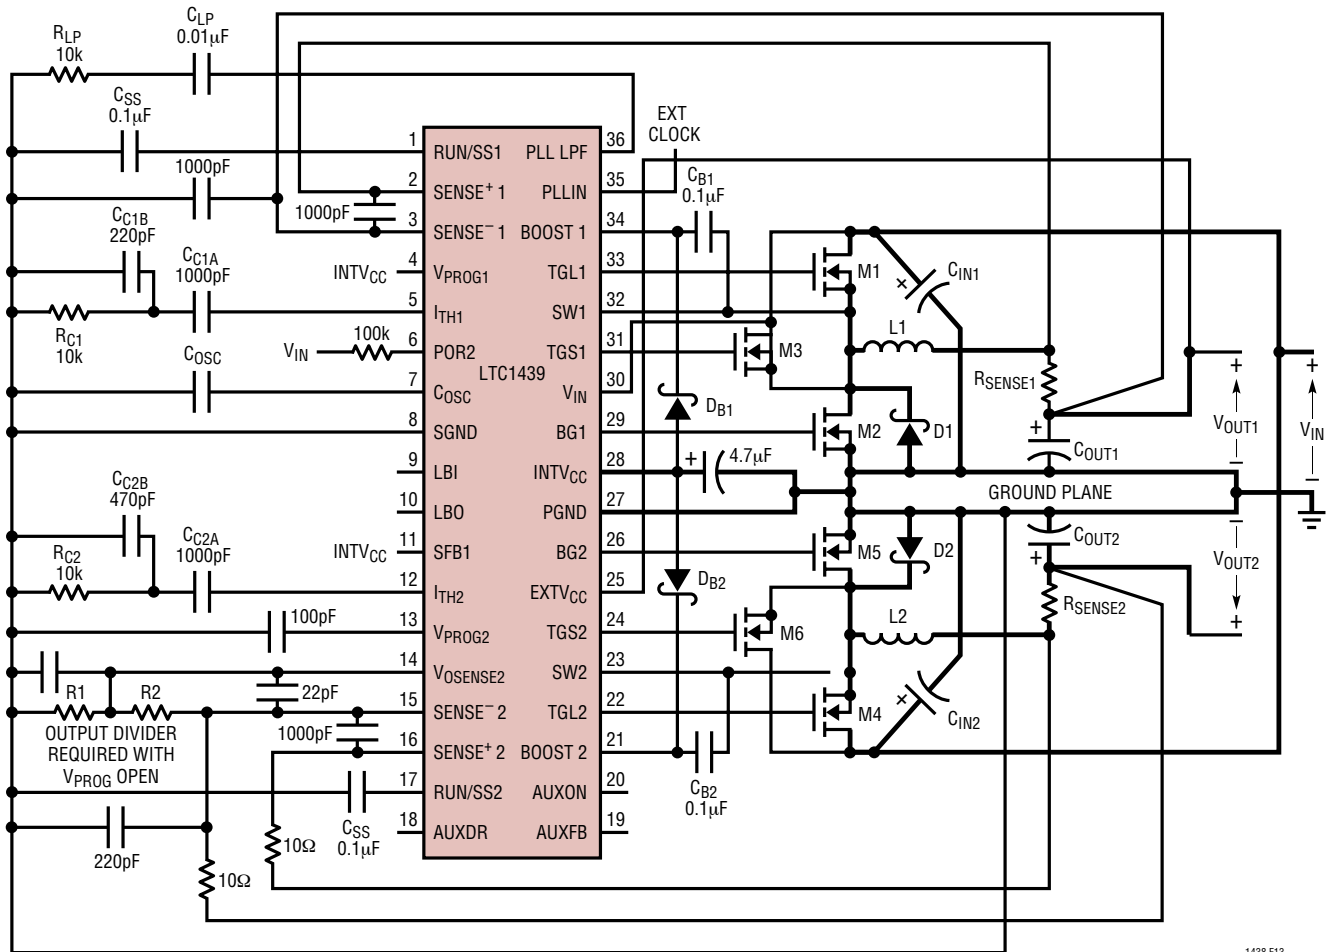 R_LP
10k
C_LP
0.01µF
C_SS
0.1µF
1000pF
C_C1B
220pF
C_C1A
1000pF
R_C1
10k
C_OSC
INTV_CC
V_IN
100k
1000pF
C_C2B
470pF
C_C2A
1000pF
R_C2
10k
INTV_CC
100pF
R1
R2
22pF
OUTPUT DIVIDER
REQUIRED WITH
V_PROG OPEN
1000pF
C_SS
0.1µF
220pF
10Ω
10Ω
LTC1439
1 RUN/SS1
2 SENSE⁺ 1
3 SENSE⁻ 1
4 V_PROG1
5 I_TH1
6 POR2
7 C_OSC
8 SGND
9 LBI
10 LBO
11 SFB1
12 I_TH2
13 V_PROG2
14 V_OSENSE2
15 SENSE⁻ 2
16 SENSE⁺ 2
17 RUN/SS2
18 AUXDR
PLL LPF 36
PLLIN 35
BOOST 1 34
TGL1 33
SW1 32
TGS1 31
V_IN 30
BG1 29
INTV_CC 28
PGND 27
BG2 26
EXTV_CC 25
TGS2 24
SW2 23
TGL2 22
BOOST 2 21
AUXON 20
AUXFB 19
EXT
CLOCK
C_B1
0.1µF
M1
+
C_IN1
L1
M3
R_SENSE1
D_B1
M2
D1
+
C_OUT1
+
V_OUT1
−
+
V_IN
−
+
4.7µF
GROUND PLANE
M5
D2
C_OUT2
+
−
V_OUT2
+
D_B2
M6
L2
R_SENSE2
M4
+
C_IN2
C_B2
0.1µF
1438 F13